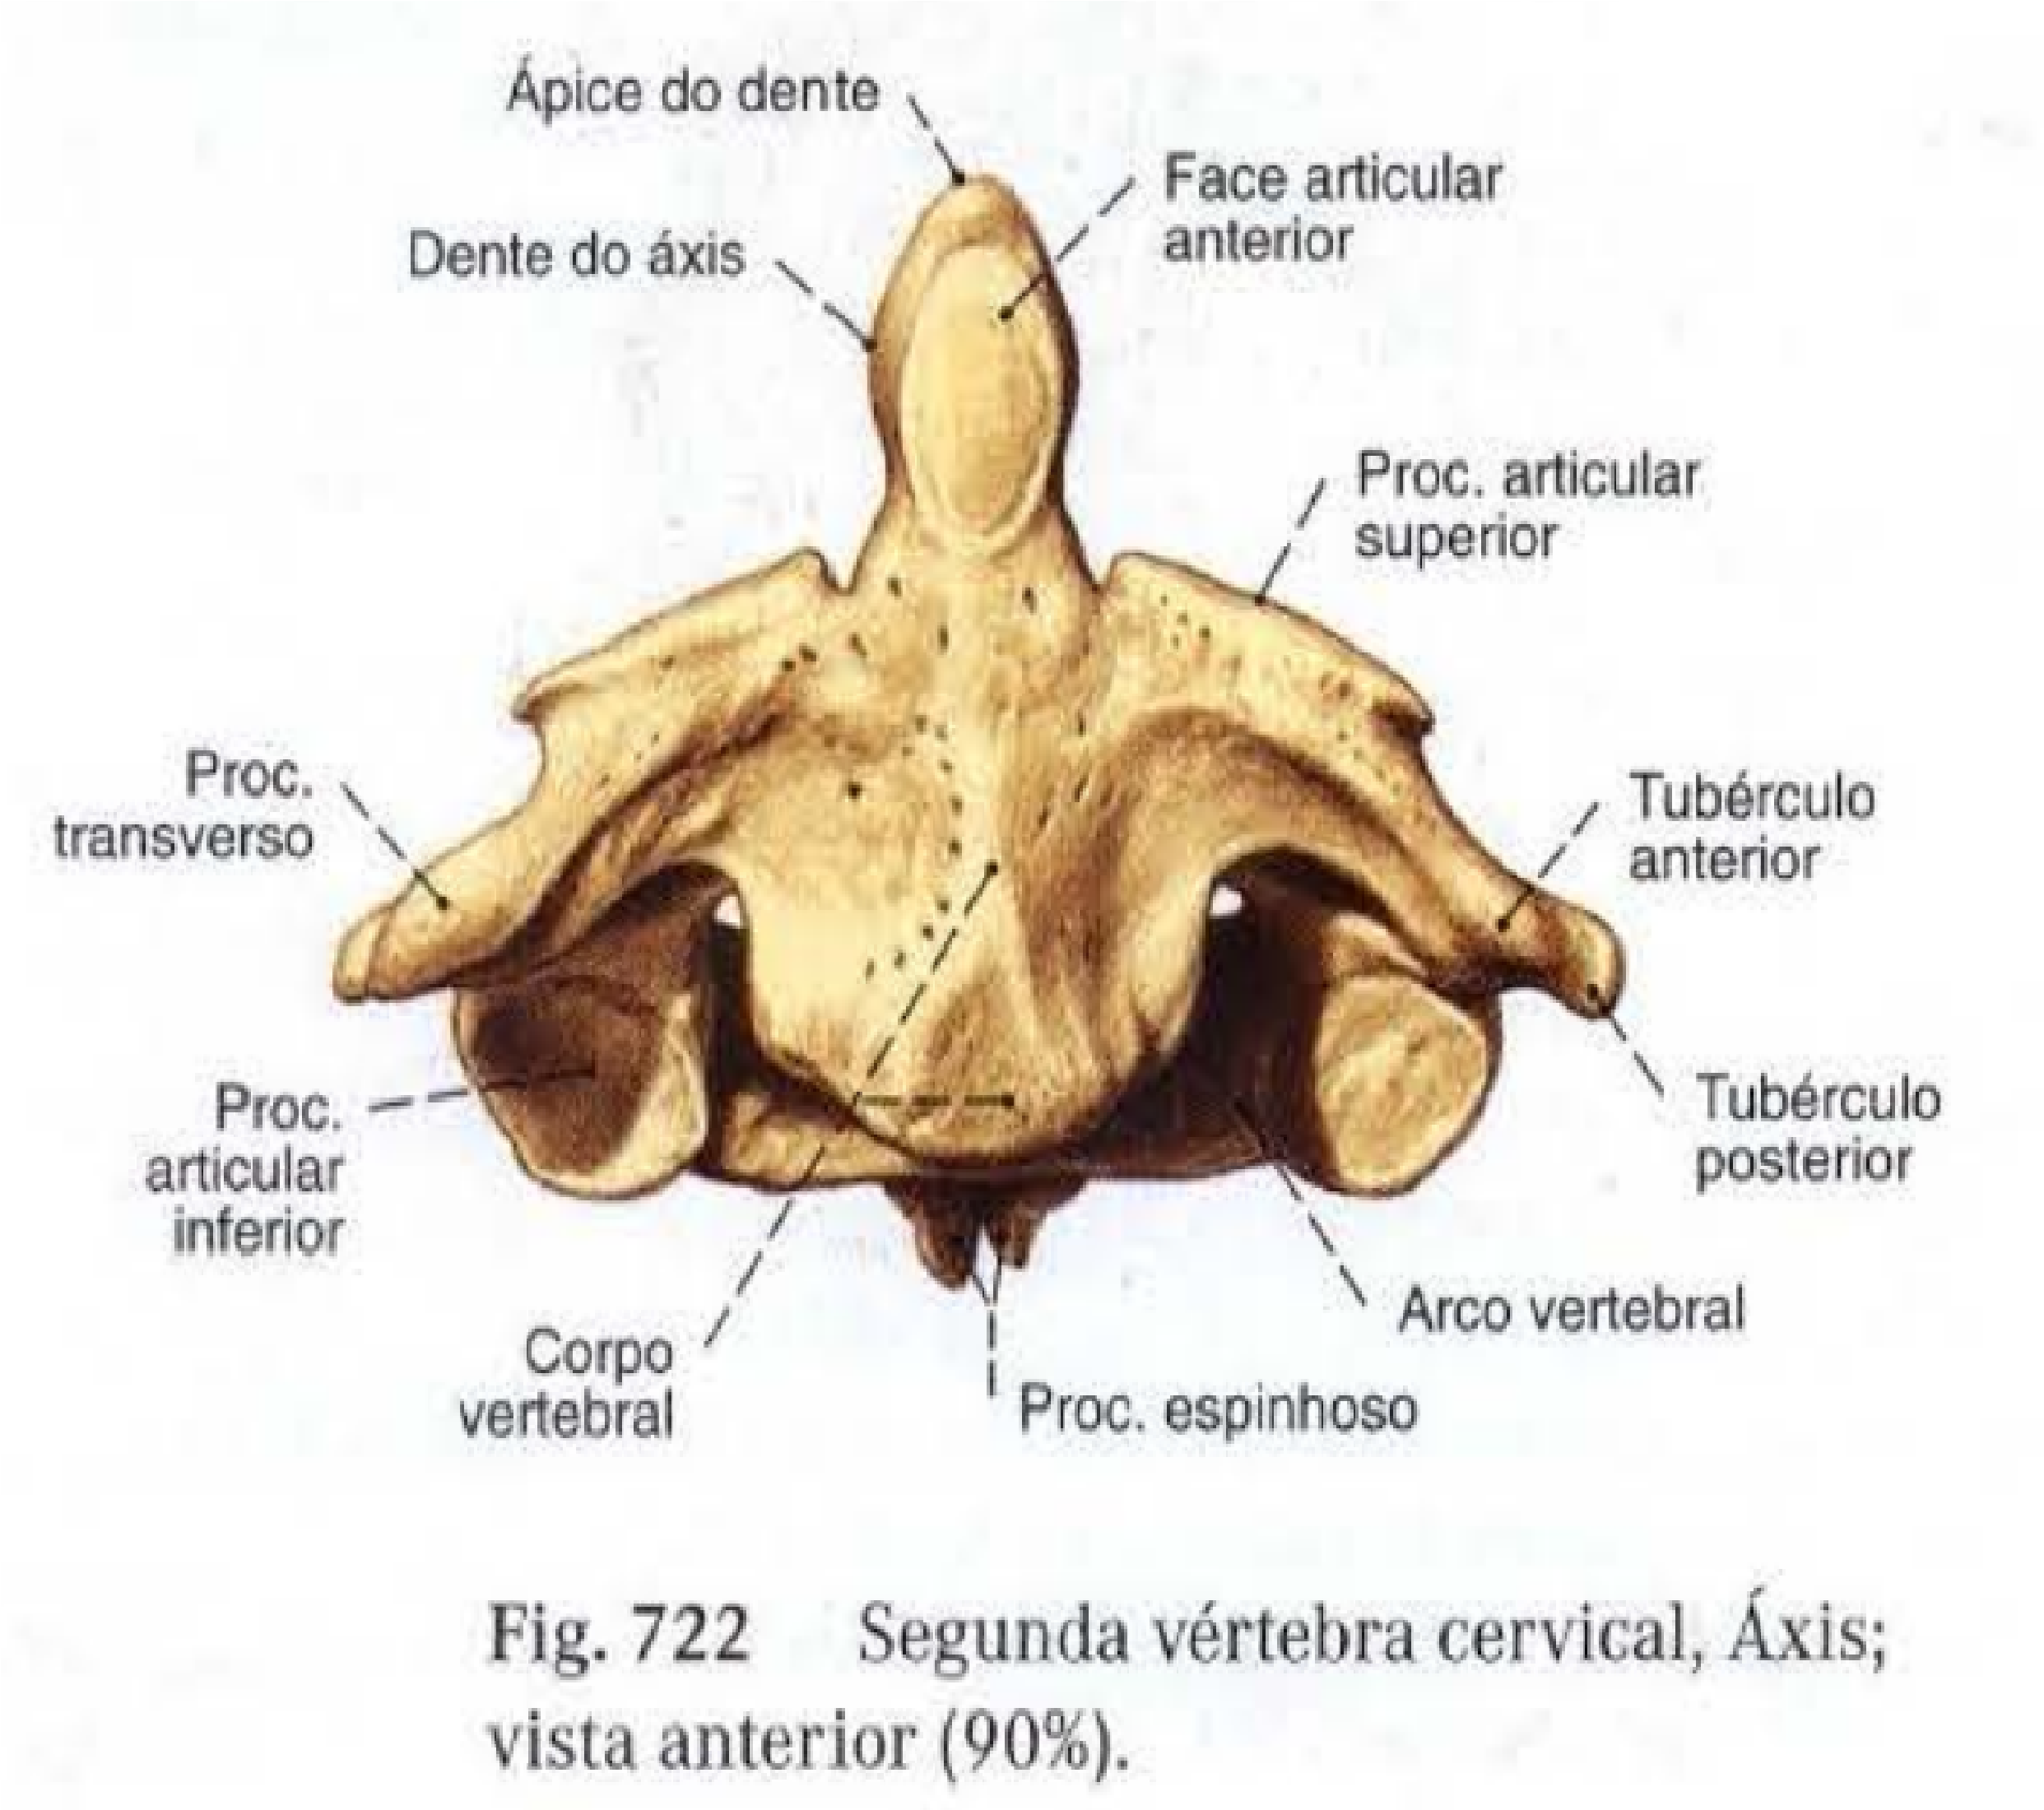 Ápice do dente
Face articular
anterior
Dente do áxis
Proc. articular
superior
Proc.
transverso
Tubérculo
anterior
Proc.
articular
inferior
Tubérculo
posterior
Arco vertebral
Corpo
vertebral
Proc. espinhoso
Fig. 722 Segunda vértebra cervical, Áxis;
vista anterior (90%).